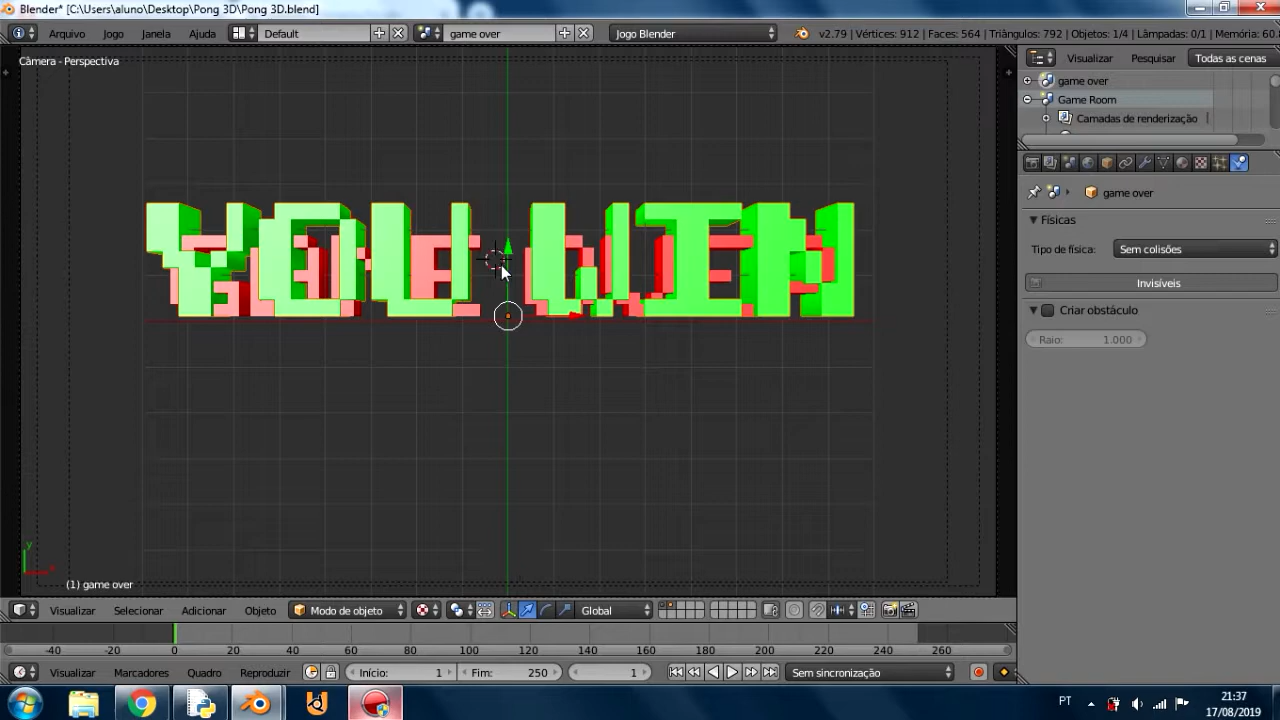 Blender* [C:\Users\aluno\Desktop\Pong 3D\Pong 3D.blend]
Arquivo Jogo Janela Ajuda Default game over Jogo Blender v2.79 | Vértices: 912 | Faces: 564 | Triângulos: 792 | Objetos: 1/4 | Lâmpadas: 0/1 | Memória: 60.8
Câmera - Perspectiva
Visualizar Pesquisar Todas as cenas
game over
Game Room
Camadas de renderização
game over
Físicas
Tipo de física: Sem colisões
Invisíveis
Criar obstáculo
Raio: 1.000
YOU WIN
y
x
(1) game over
Visualizar Selecionar Adicionar Objeto Modo de objeto Global
-40 -20 0 20 40 60 80 100 120 140 160 180 200 220 240 260
Visualizar Marcadores Quadro Reproduzir Início: 1 Fim: 250 1 Sem sincronização
PT
21:37
17/08/2019